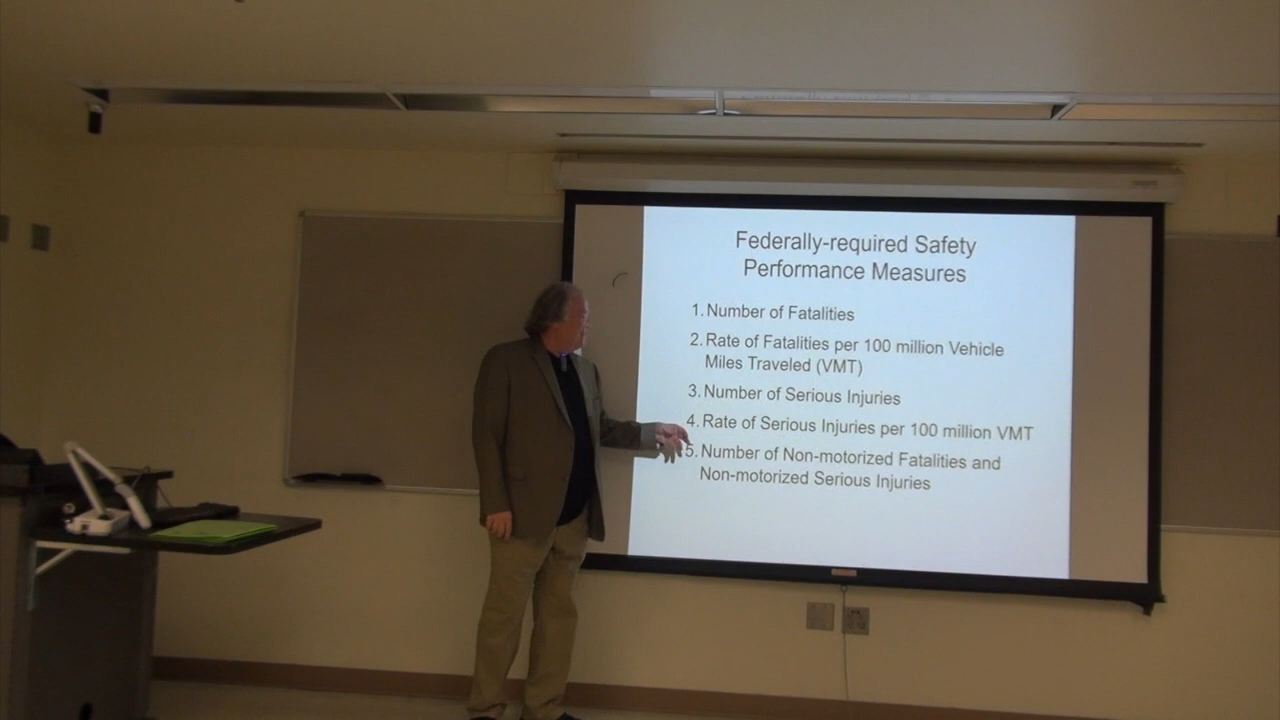 Federally-required Safety
Performance Measures
1. Number of Fatalities
2. Rate of Fatalities per 100 million Vehicle
Miles Traveled (VMT)
3. Number of Serious Injuries
4. Rate of Serious Injuries per 100 million VMT
5. Number of Non-motorized Fatalities and
Non-motorized Serious Injuries